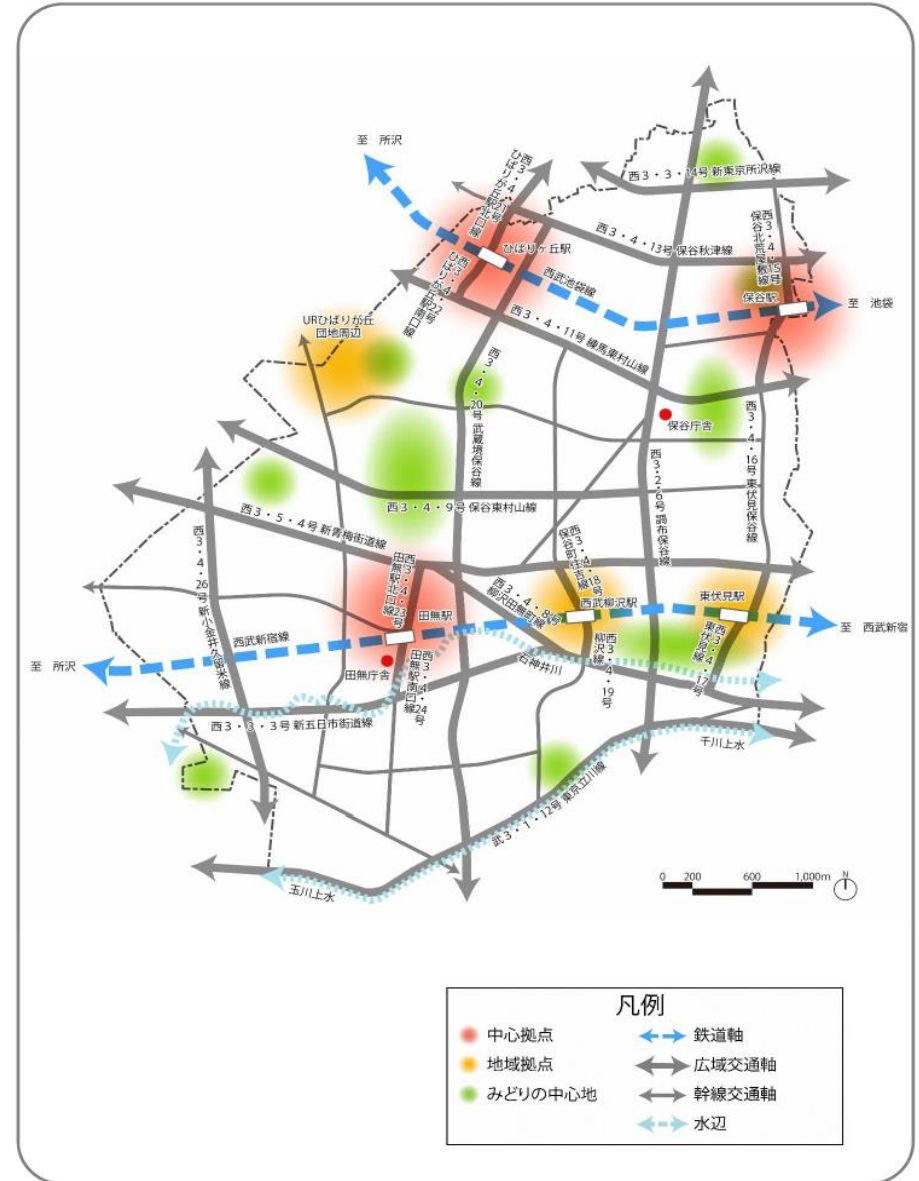 至 所沢
西3・4・21号
ひばりが丘駅北口線
西3・3・14号 新東京所沢線
西3・4・13号 保谷秋津線
西3・4・15号
保谷北荒屋敷線
ひばりヶ丘駅
西3・4・22号
ひばりが丘駅南口線
西武池袋線
保谷駅
至 池袋
URひばりが丘
団地周辺
西3・4・11号 練馬東村山線
西3・4・20号 武蔵境保谷線
保谷庁舎
西3・4・16号 東伏見保谷線
西3・2・6号 調布保谷線
西3・4・9号 保谷東村山線
西3・5・4号 新青梅街道線
西3・4・26号 新小金井久留米線
西3・4・23号
田無駅北口線
西3・4・18号
保谷町住吉線
西3・4・8号
柳沢田無町線
田無駅
西武柳沢駅
東伏見駅
西武新宿線
至 西武新宿
至 所沢
田無庁舎
西3・4・24号
田無駅南口線
石神井川
西3・4・19号
柳沢線
西3・4・17号
東伏見線
西3・3・3号 新五日市街道線
千川上水
武3・1・12号 東京立川線
玉川上水
0 200 600 1,000m
N
凡例
中心拠点
鉄道軸
地域拠点
広域交通軸
みどりの中心地
幹線交通軸
水辺